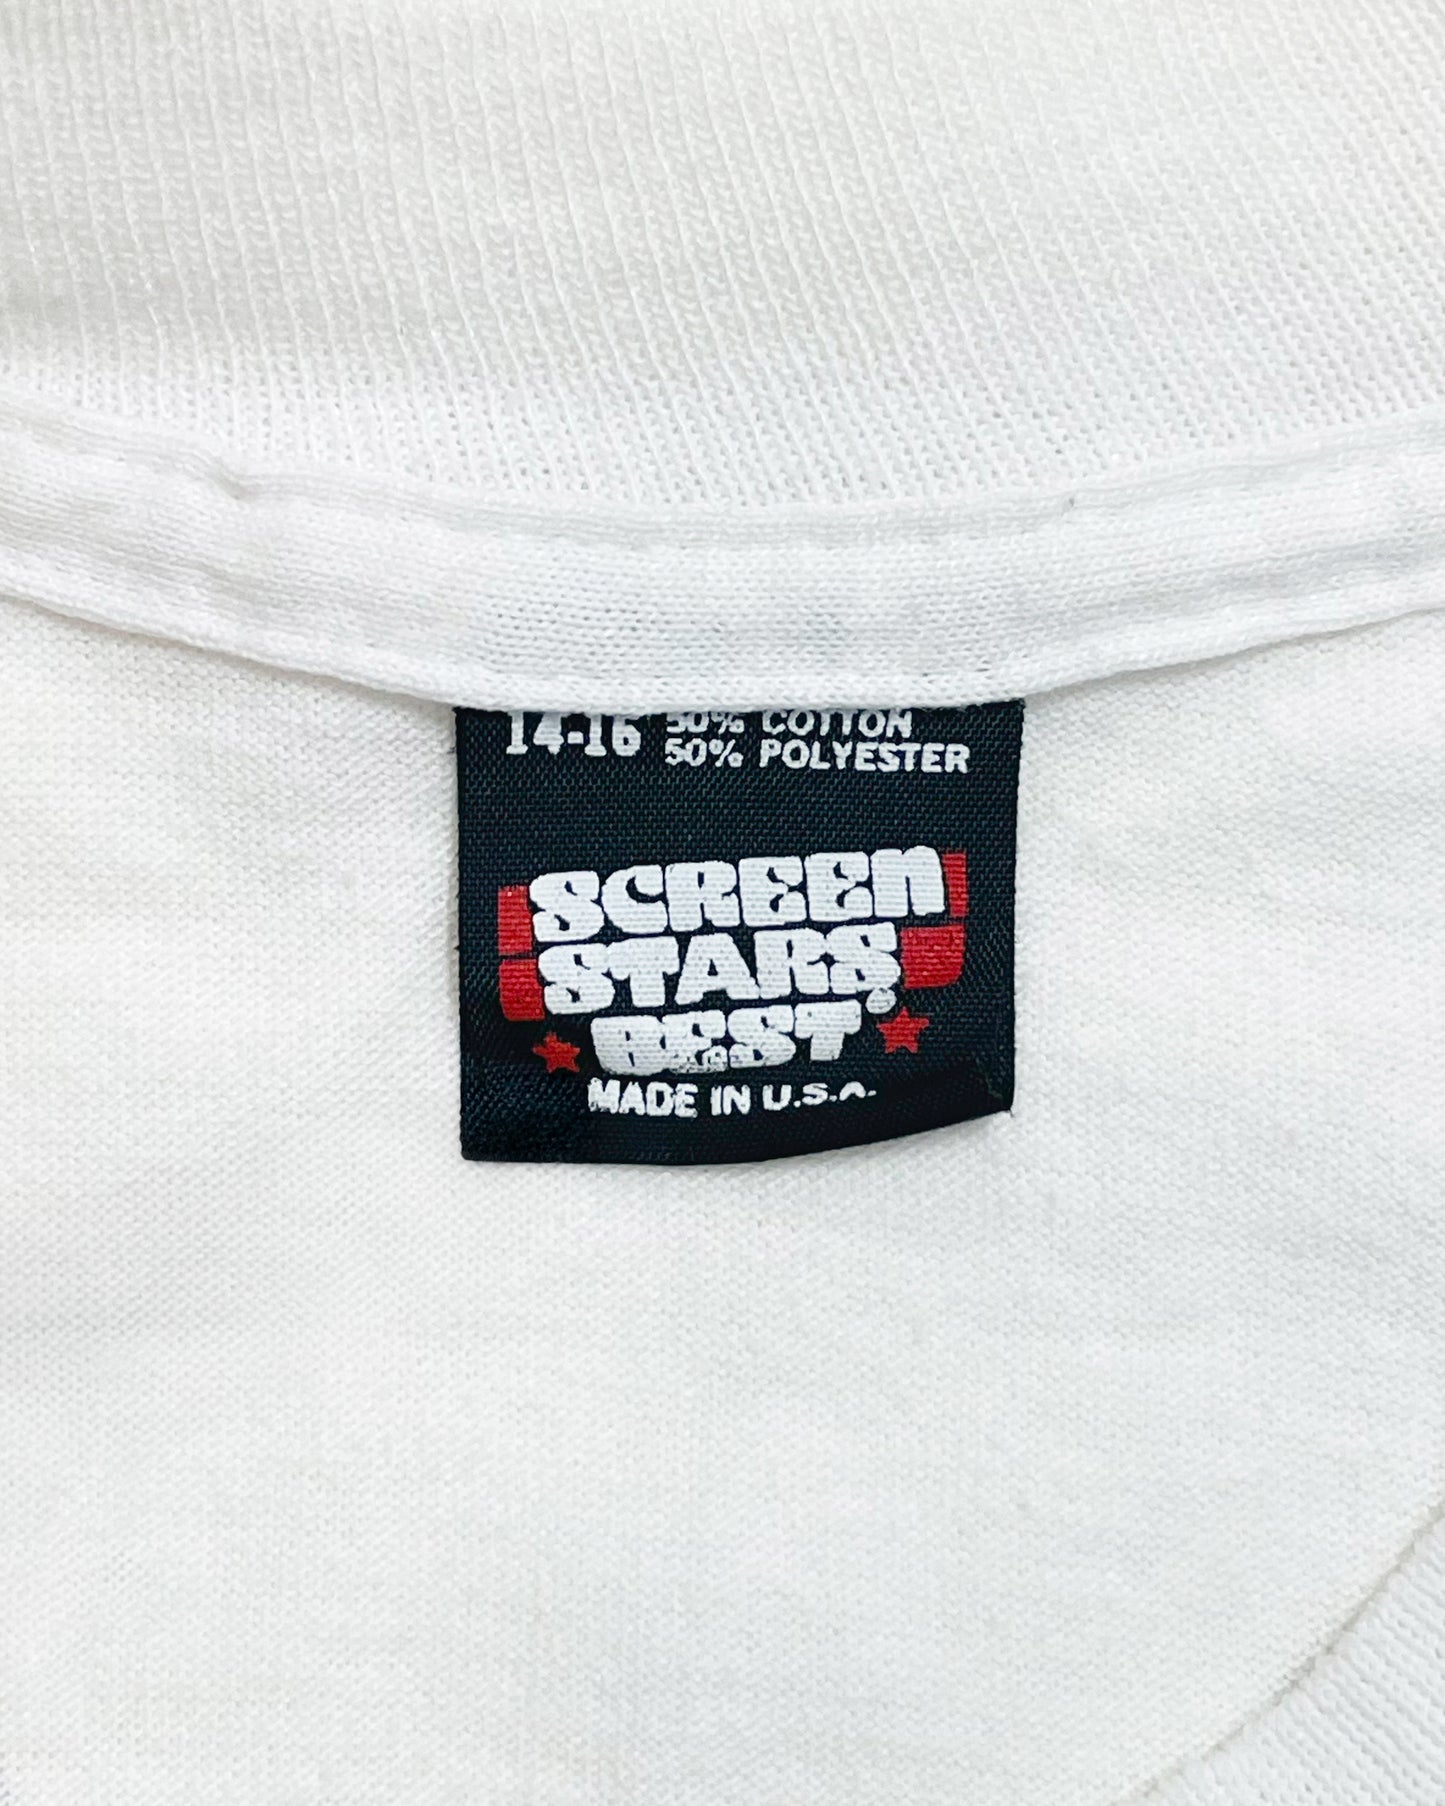 14-16 50% COTTON
50% POLYESTER
SCREEN
STARS
BEST®
MADE IN U.S.A.